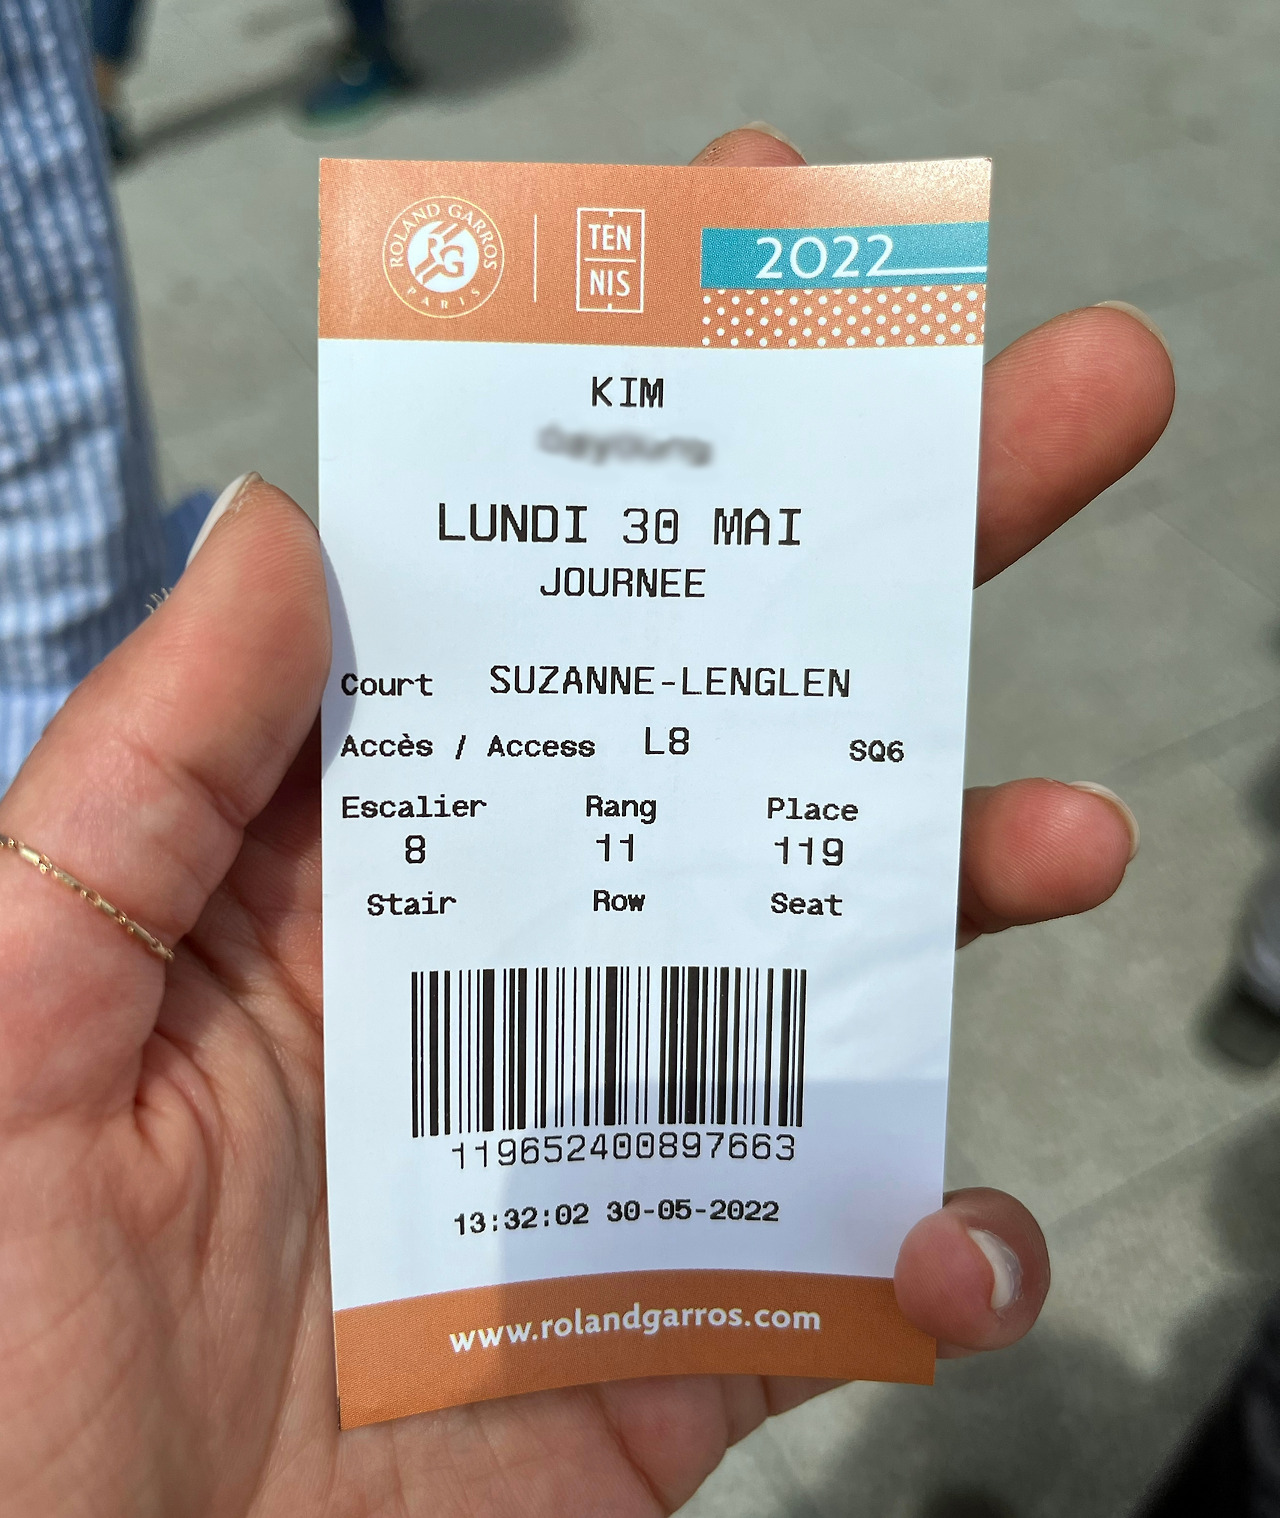 ROLAND GARROS
PARIS
RG
TEN
NIS
2022
KIM
LUNDI 30 MAI
JOURNEE
Court SUZANNE-LENGLEN
Accès / Access L8 SQ6
Escalier Rang Place
8 11 119
Stair Row Seat
119652400897663
13:32:02 30-05-2022
www.rolandgarros.com